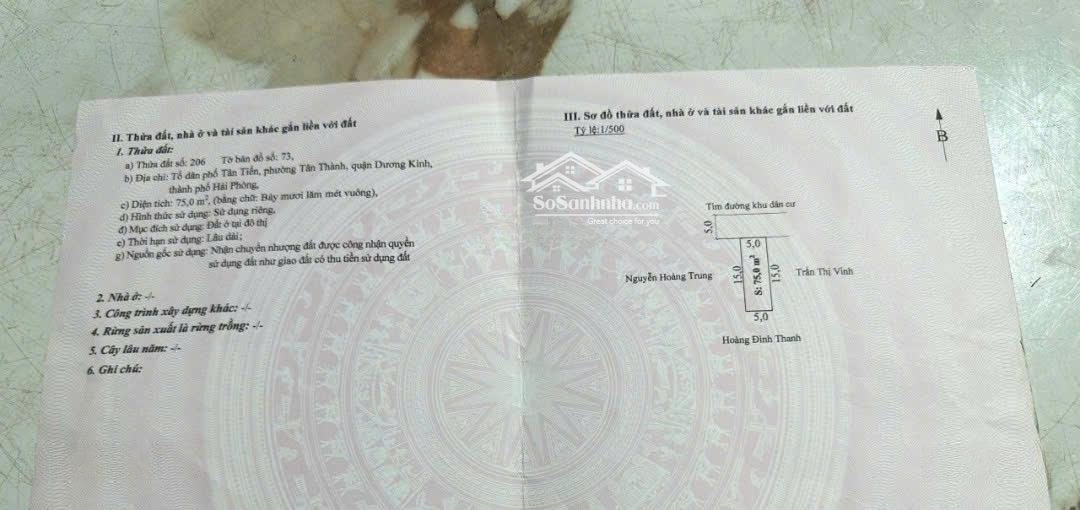 II. Thửa đất, nhà ở và tài sản khác gắn liền với đất
1. Thửa đất:
a) Thửa đất số: 206 Tờ bản đồ số: 73,
b) Địa chỉ: Tổ dân phố Tân Tiến, phường Tân Thành, quận Dương Kinh,
thành phố Hải Phòng,
c) Diện tích: 75,0 m², (bằng chữ: Bảy mươi lăm mét vuông),
d) Hình thức sử dụng: Sử dụng riêng,
đ) Mục đích sử dụng: Đất ở tại đô thị
e) Thời hạn sử dụng: Lâu dài;
g) Nguồn gốc sử dụng: Nhận chuyển nhượng đất được công nhận quyền
sử dụng đất như giao đất có thu tiền sử dụng đất
2. Nhà ở: -/-
3. Công trình xây dựng khác: -/-
4. Rừng sản xuất là rừng trồng: -/-
5. Cây lâu năm: -/-
6. Ghi chú:
III. Sơ đồ thửa đất, nhà ở và tài sản khác gắn liền với đất
Tỷ lệ:1/500
B
SoSanhnha.com
Great choice for you
Tim đường khu dân cư
5,0
5,0
Nguyễn Hoàng Trung
15,0
S: 75,0 m²
15,0
Trần Thị Vinh
5,0
Hoàng Đình Thanh